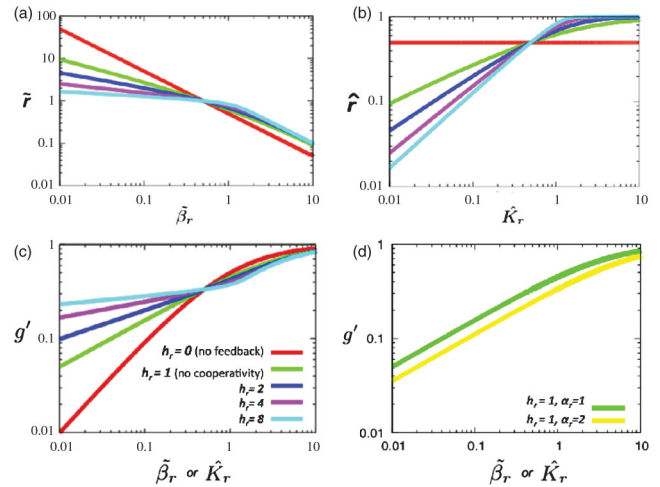 (a)
100
10
1
0.1
0.01
r̃
0.01 0.1 1 10
β̃r
(b)
1
0.1
0.01
r̂
0.01 0.1 1 10
K̂r
(c)
1
0.1
0.01
g′
hr= 0 (no feedback)
hr= 1 (no cooperativity)
hr= 2
hr= 4
hr= 8
0.01 0.1 1 10
β̃r or K̂r
(d)
1
0.1
0.01
g′
hr= 1, αr=1
hr= 1, αr=2
0.01 0.1 1 10
β̃r or K̂r